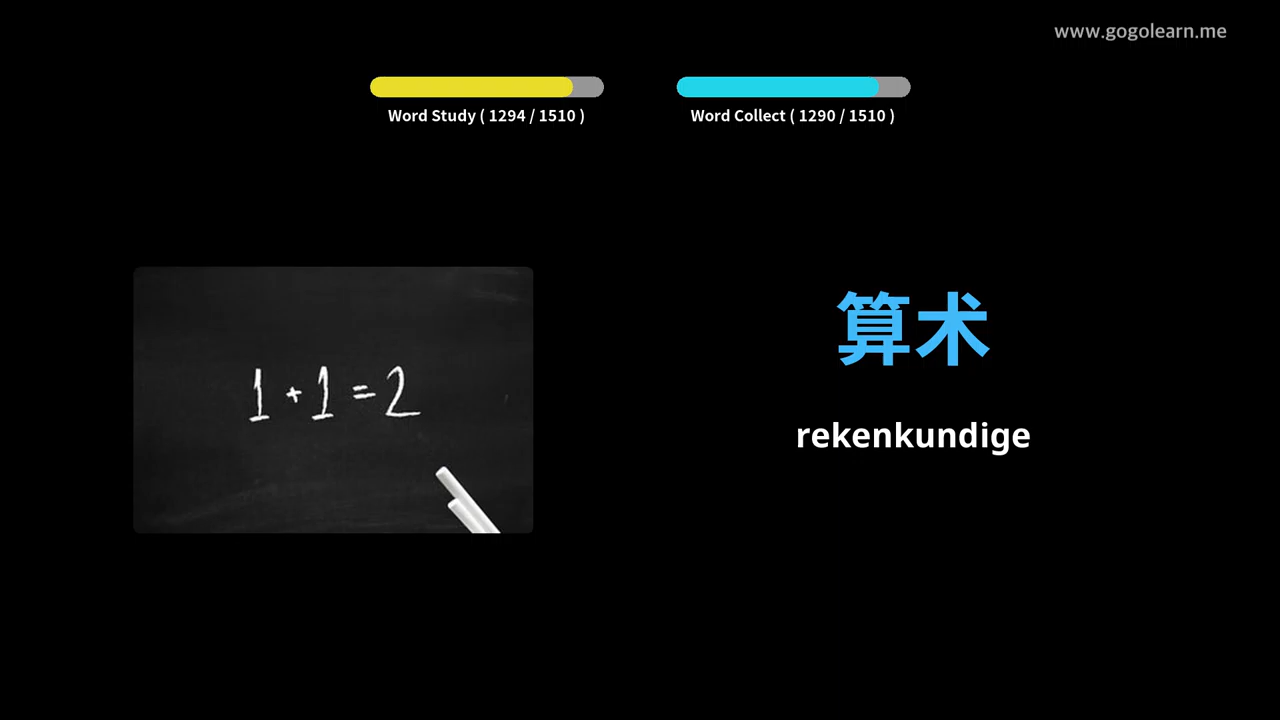 www.gogolearn.me
Word Study ( 1294 / 1510 )
Word Collect ( 1290 / 1510 )
1 + 1 = 2
算术
rekenkundige